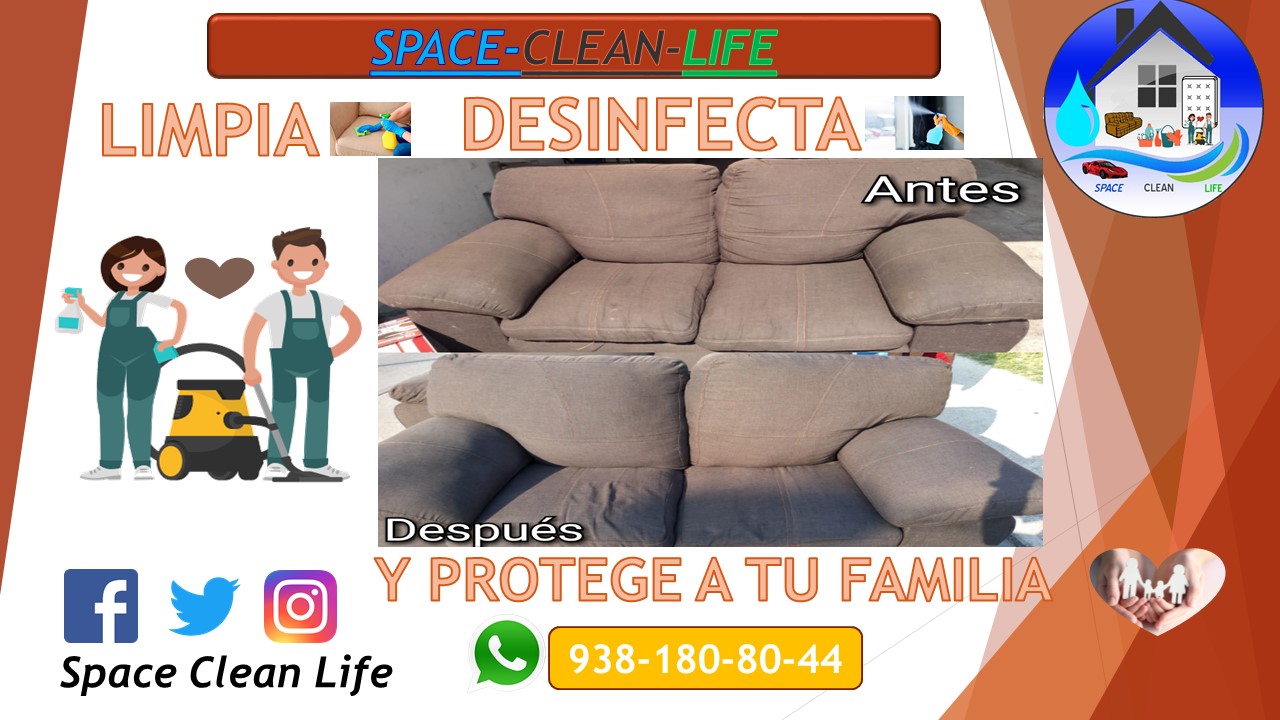 SPACE-CLEAN-LIFE
LIMPIA DESINFECTA
Antes
SPACE CLEAN LIFE
Después
Y PROTEGE A TU FAMILIA
Space Clean Life
938-180-80-44